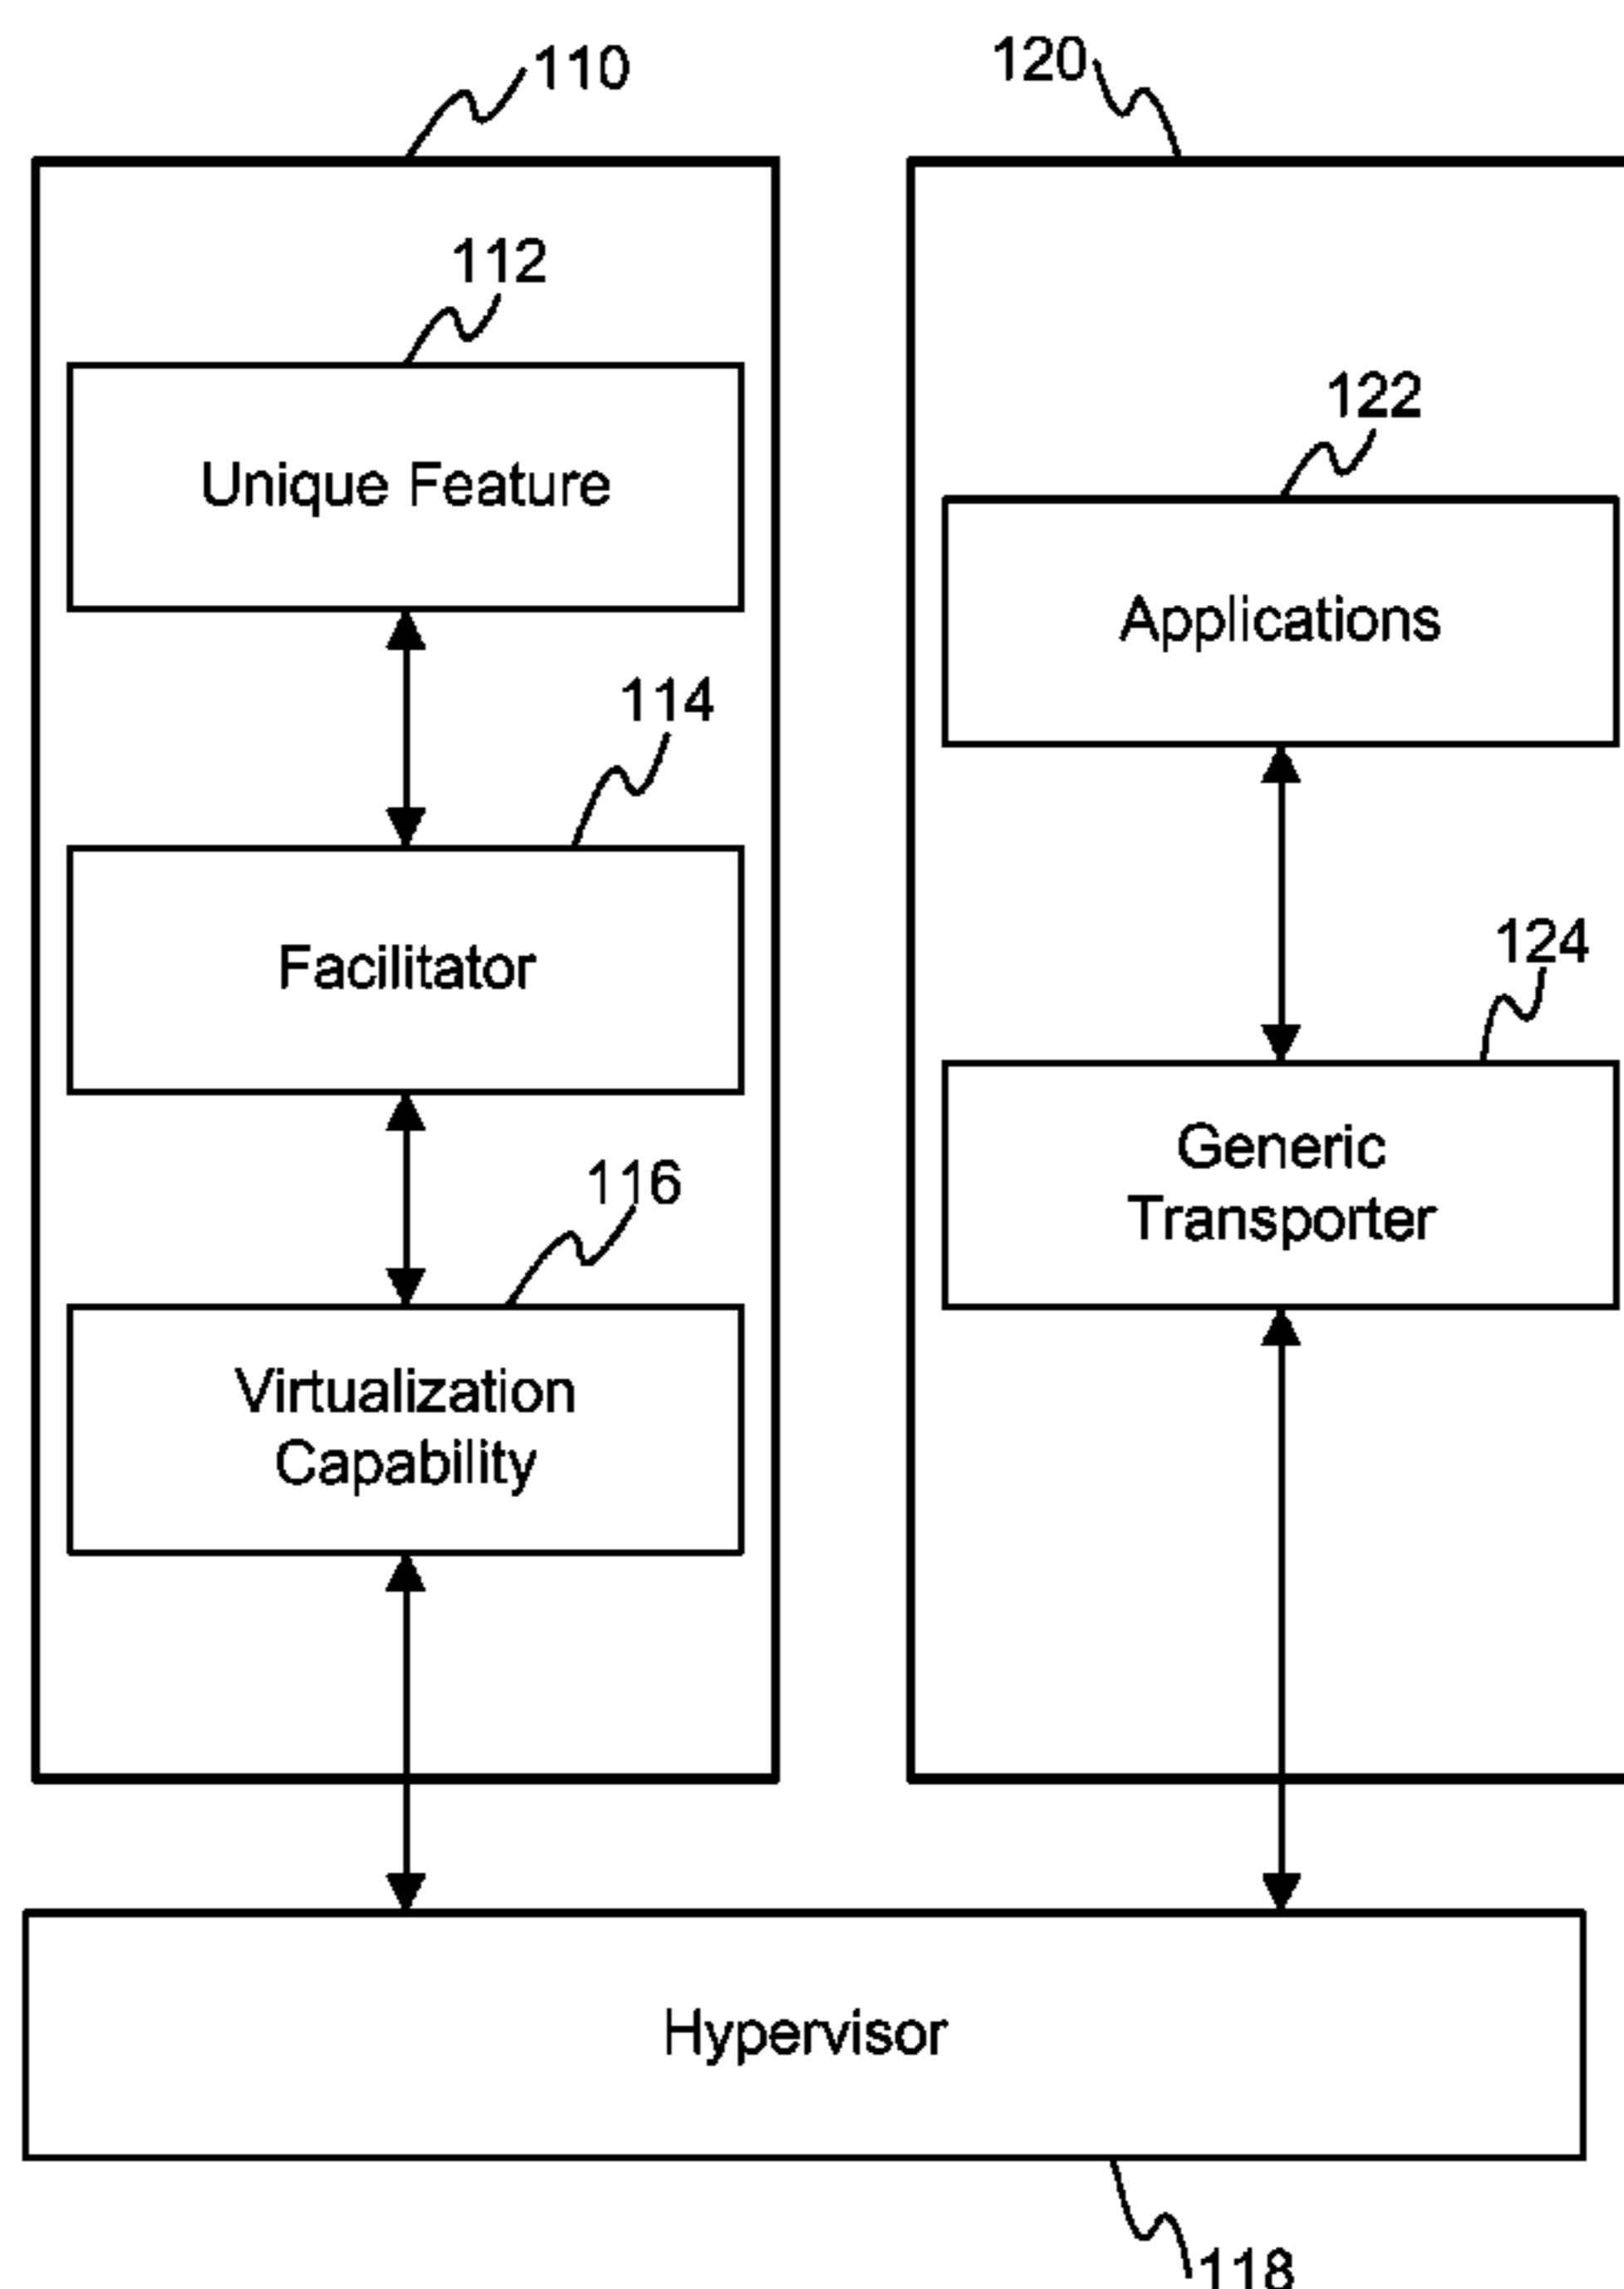 110
120
112
Unique Feature
122
Applications
114
Facilitator
124
Generic
Transporter
116
Virtualization
Capability
Hypervisor
118